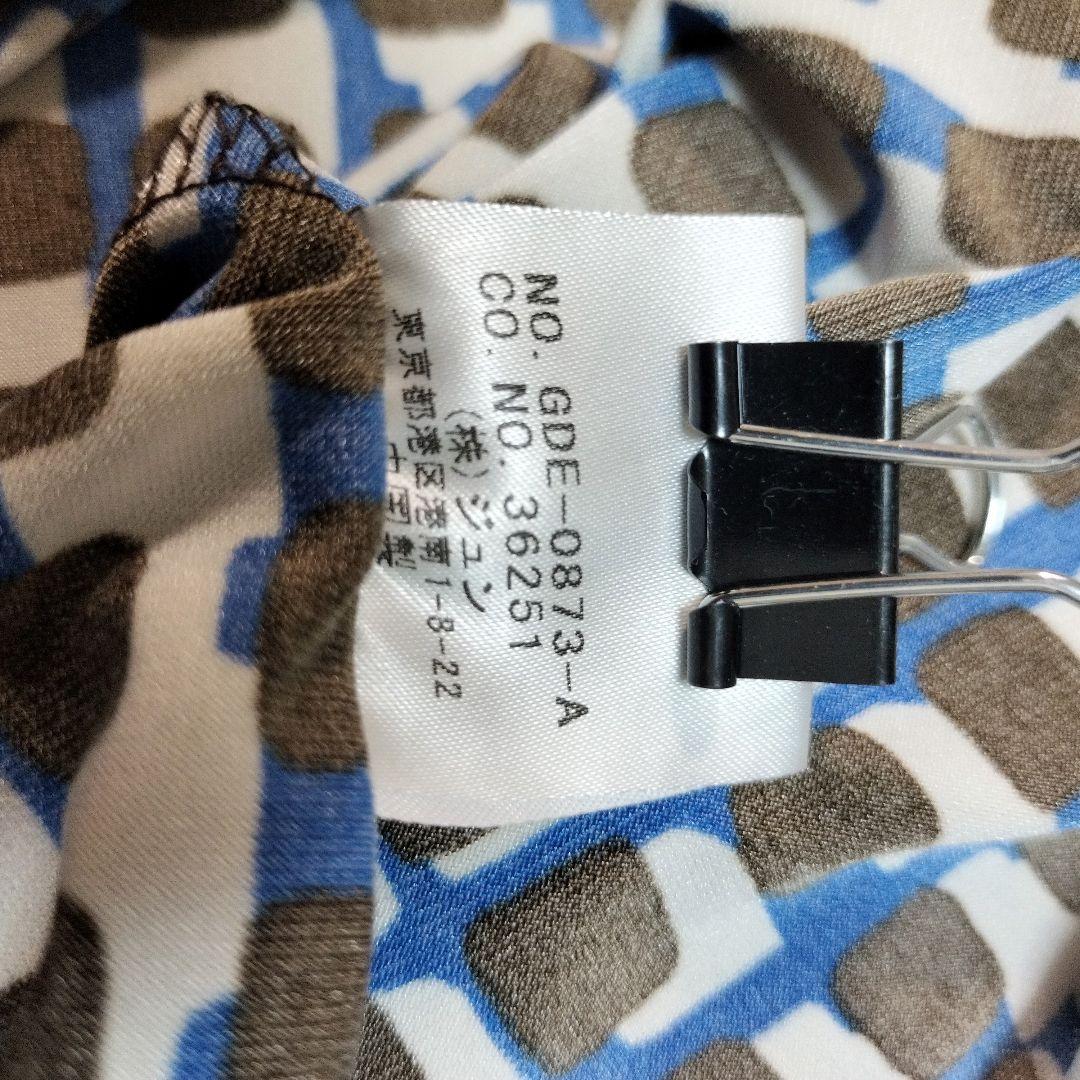 NO. GDE-0873-A
CO. NO. 36251
(株)ジュン
東京都港区港南1-8-22
中国製